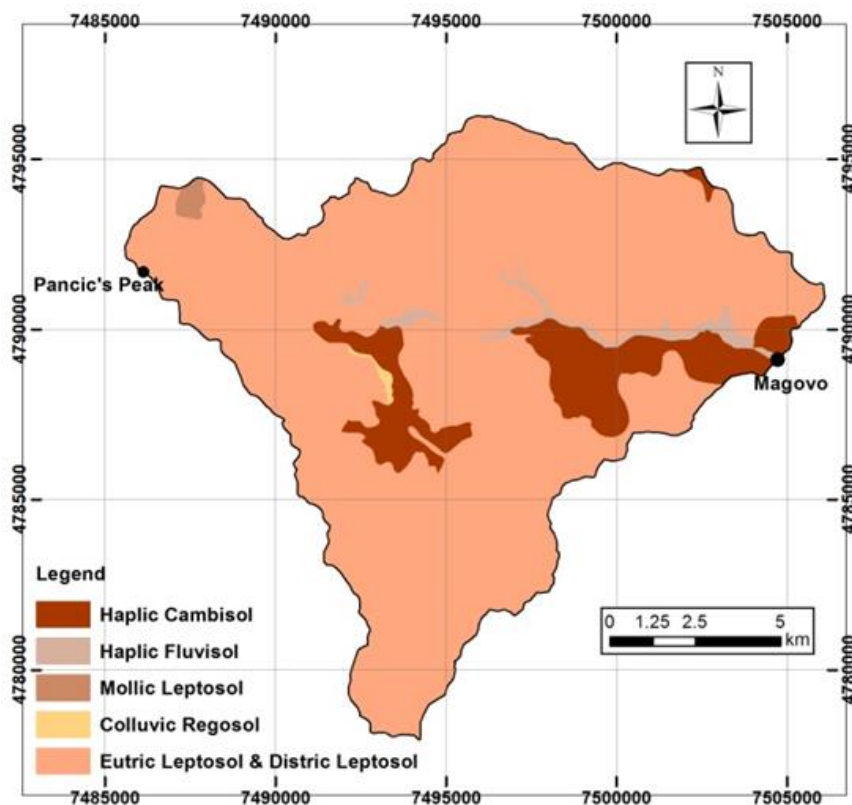 7485000 7490000 7495000 7500000 7505000
N
4795000 4795000
Pancic's Peak
4790000 4790000
Magovo
4785000 4785000
Legend
Haplic Cambisol
0 1.25 2.5 5
km
Haplic Fluvisol
4780000 4780000
Mollic Leptosol
Colluvic Regosol
Eutric Leptosol & Distric Leptosol
7485000 7490000 7495000 7500000 7505000